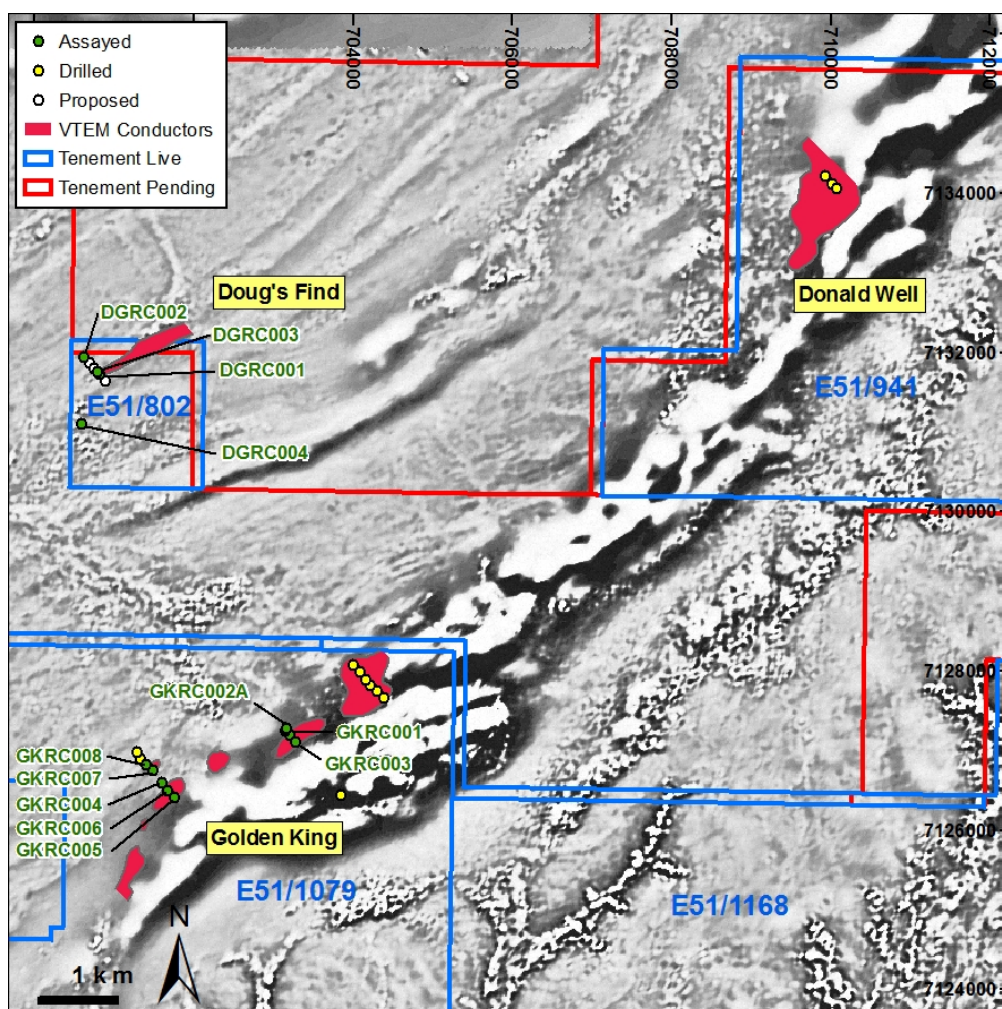 Assayed
Drilled
Proposed
VTEM Conductors
Tenement Live
Tenement Pending
704000
706000
708000
710000
712000
7134000
Doug's Find
Donald Well
DGRC002
DGRC003
7132000
DGRC001
E51/802
E51/941
DGRC004
7130000
7128000
GKRC002A
GKRC001
GKRC003
GKRC008
GKRC007
GKRC004
GKRC006
GKRC005
7126000
Golden King
E51/1079
E51/1168
N
1 km
7124000